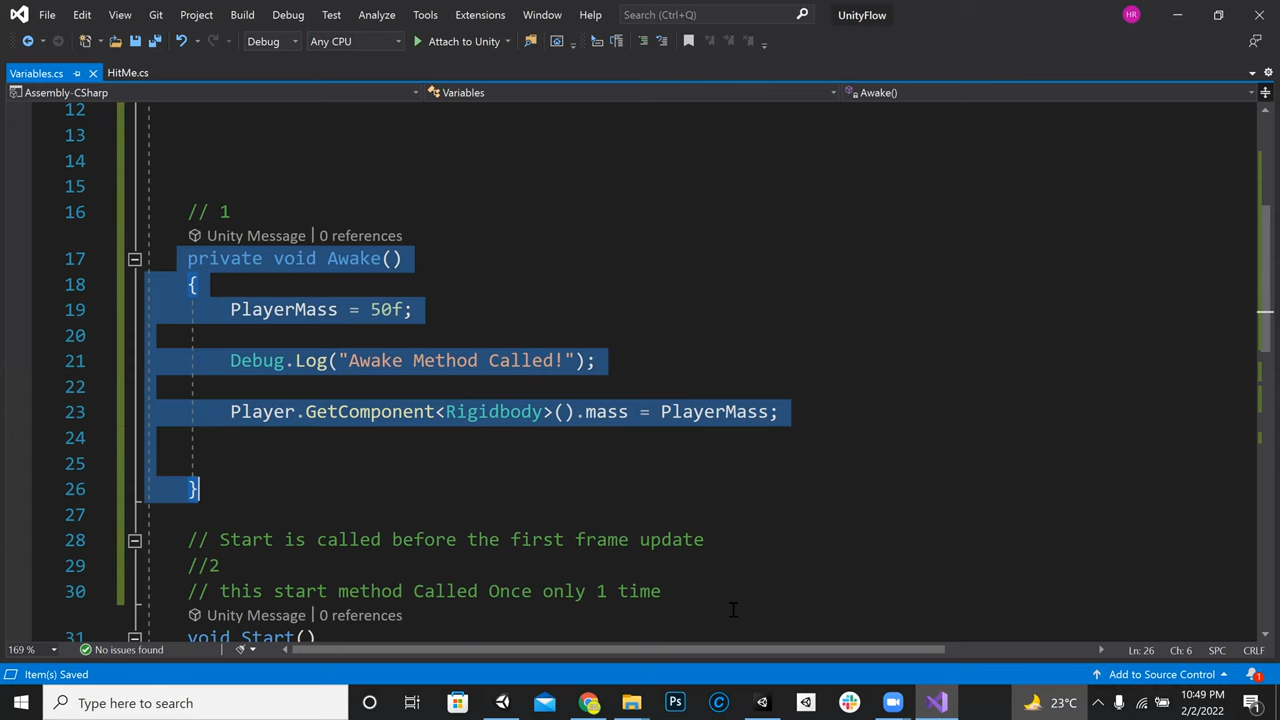 File Edit View Git Project Build Debug Test Analyze Tools Extensions Window Help Search (Ctrl+Q) UnityFlow HR
Debug Any CPU Attach to Unity
Variables.cs HitMe.cs
Assembly-CSharp Variables Awake()
12
13
14
15
16 // 1
Unity Message | 0 references
17 private void Awake()
18 {
19 PlayerMass = 50f;
20
21 Debug.Log("Awake Method Called!");
22
23 Player.GetComponent<Rigidbody>().mass = PlayerMass;
24
25
26 }
27
28 // Start is called before the first frame update
29 //2
30 // this start method Called Once only 1 time
Unity Message | 0 references
31 void Start()
169 % No issues found Ln: 26 Ch: 6 SPC CRLF
Item(s) Saved Add to Source Control 1
Type here to search Ps C 23°C 10:49 PM
2/2/2022 1